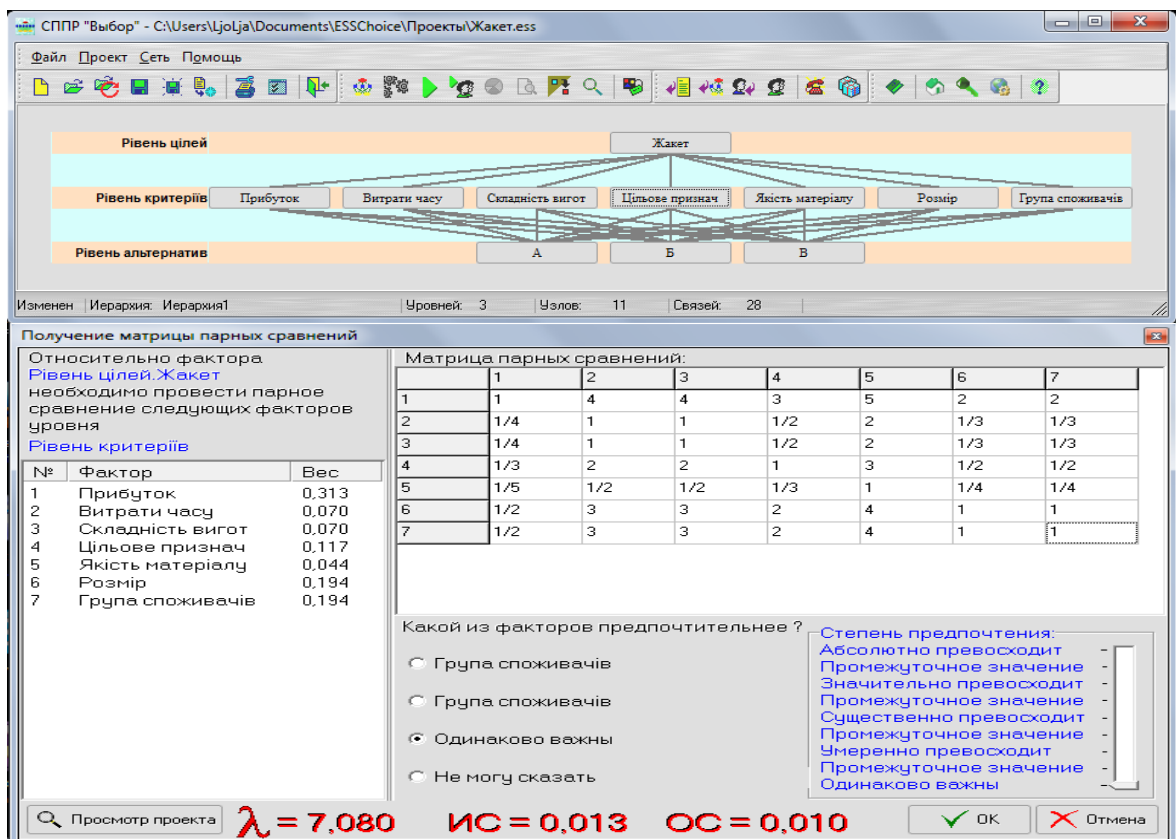 СППР "Выбор" - C:\Users\LjoLja\Documents\ESSChoice\Проекты\Жакет.ess
Файл Проект Сеть Помощь
Рівень цілей Жакет
Рівень критеріїв Прибуток Витрати часу Складність вигот Цільове признач Якість матеріалу Розмір Група споживачів
Рівень альтернатив А Б В
Изменен Иерархия: Иерархия1 Уровней: 3 Узлов: 11 Связей: 28
Получение матрицы парных сравнений
Относительно фактора
Рівень цілей.Жакет
необходимо провести парное
сравнение следующих факторов
уровня
Рівень критеріїв
№ Фактор Вес
1 Прибуток 0,313
2 Витрати часу 0,070
3 Складність вигот 0,070
4 Цільове признач 0,117
5 Якість матеріалу 0,044
6 Розмір 0,194
7 Група споживачів 0,194
Матрица парных сравнений:
1 2 3 4 5 6 7
1 1 4 4 3 5 2 2
2 1/4 1 1 1/2 2 1/3 1/3
3 1/4 1 1 1/2 2 1/3 1/3
4 1/3 2 2 1 3 1/2 1/2
5 1/5 1/2 1/2 1/3 1 1/4 1/4
6 1/2 3 3 2 4 1 1
7 1/2 3 3 2 4 1 1
Какой из факторов предпочтительнее ?
Група споживачів
Група споживачів
Одинаково важны
Не могу сказать
Степень предпочтения:
Абсолютно превосходит
Промежуточное значение
Значительно превосходит
Промежуточное значение
Существенно превосходит
Промежуточное значение
Умеренно превосходит
Промежуточное значение
Одинаково важны
Просмотр проекта λ = 7,080 ИС = 0,013 ОС = 0,010 OK Отмена